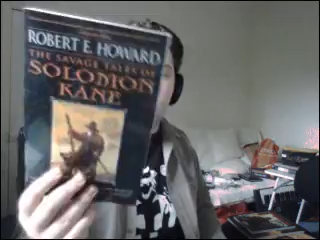 ROBERT E. HOWARD
THE SAVAGE TALES OF
SOLOMON
KANE